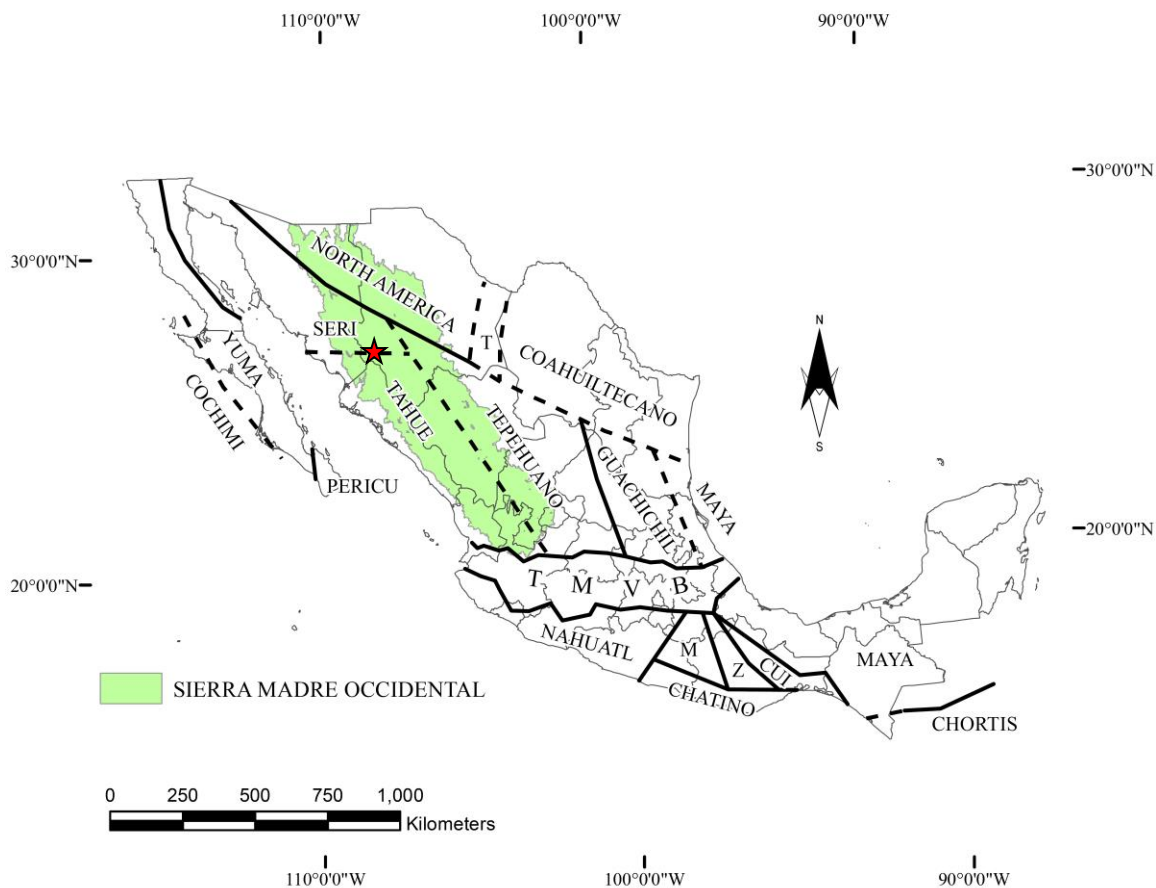 110°0'0"W
100°0'0"W
90°0'0"W
30°0'0"N
30°0'0"N
NORTH AMERICA
N
SERI
T
COAHUILTECANO
YUMA
COCHIMI
TAHUE
TEPEHUANO
S
GUACHICHIL
MAYA
PERICU
20°0'0"N
20°0'0"N
T M V B
NAHUATL
M
Z
CUI
MAYA
CHATINO
SIERRA MADRE OCCIDENTAL
CHORTIS
0 250 500 750 1,000
Kilometers
110°0'0"W
100°0'0"W
90°0'0"W